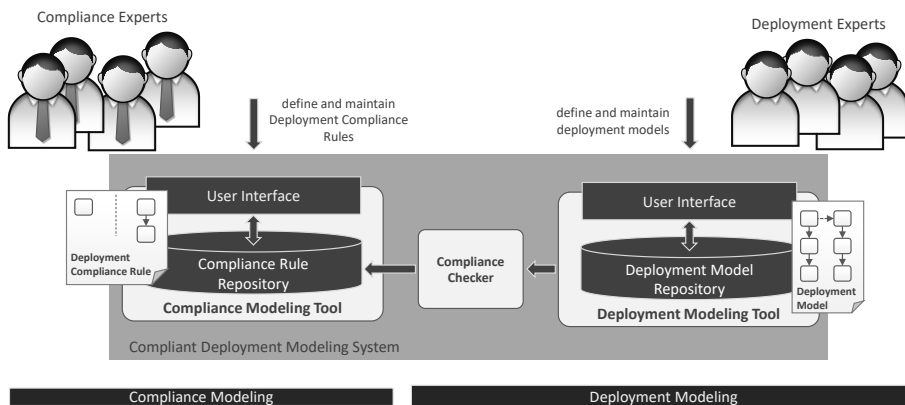 Compliance Experts
Deployment Experts
define and maintain
Deployment Compliance
Rules
define and maintain
deployment models
User Interface
User Interface
Deployment
Compliance Rule
Compliance Rule
Repository
Compliance
Checker
Deployment Model
Repository
Deployment
Model
Compliance Modeling Tool
Deployment Modeling Tool
Compliant Deployment Modeling System
Compliance Modeling
Deployment Modeling